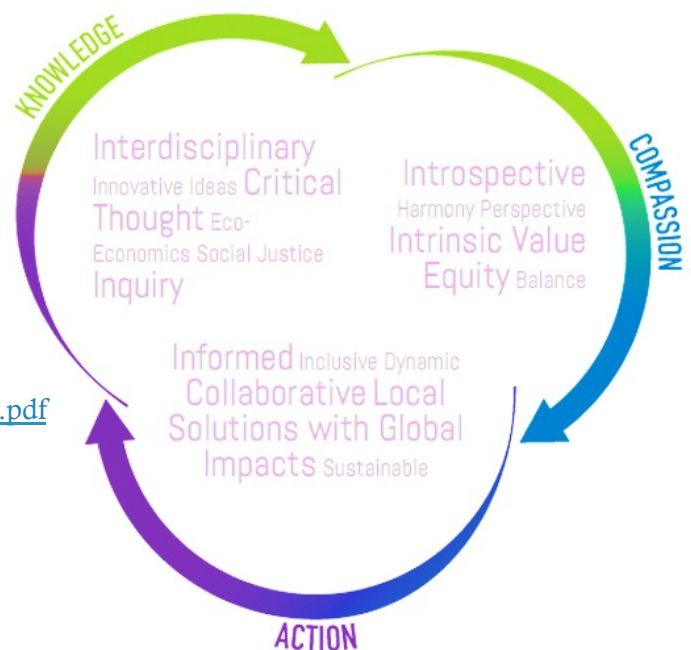 KNOWLEDGE
Interdisciplinary
Innovative Ideas Critical
Thought Eco-
Economics Social Justice
Inquiry
COMPASSION
Introspective
Harmony Perspective
Intrinsic Value
Equity Balance
.pdf
Informed Inclusive Dynamic
Collaborative Local
Solutions with Global
Impacts Sustainable
ACTION